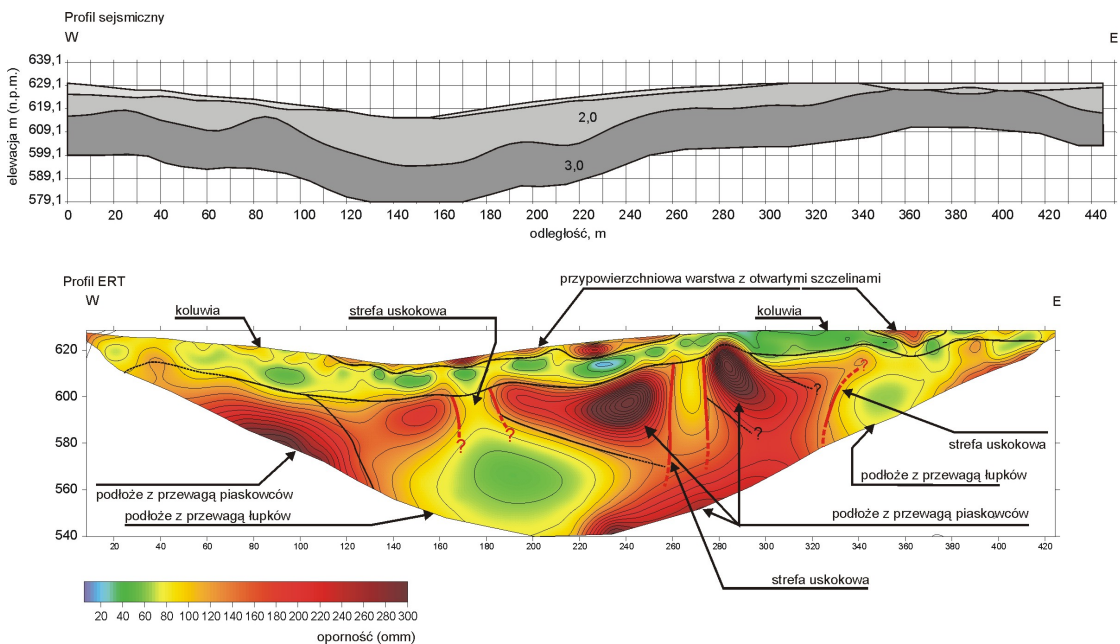 Profil sejsmiczny
W
E
elewacja m (n.p.m.)
639,1
629,1
619,1
609,1
599,1
589,1
579,1
2,0
3,0
0 20 40 60 80 100 120 140 160 180 200 220 240 260 280 300 320 340 360 380 400 420 440
odległość, m
Profil ERT
W
E
przypowierzchniowa warstwa z otwartymi szczelinami
koluwia
strefa uskokowa
koluwia
620
600
580
560
540
?
?
?
?
?
strefa uskokowa
podłoże z przewagą łupków
podłoże z przewagą piaskowców
podłoże z przewagą łupków
podłoże z przewagą piaskowców
20 40 60 80 100 120 140 160 180 200 220 240 260 280 300 320 340 360 380 400 420
strefa uskokowa
20 40 60 80 100 120 140 160 180 200 220 240 260 280 300
oporność (omm)